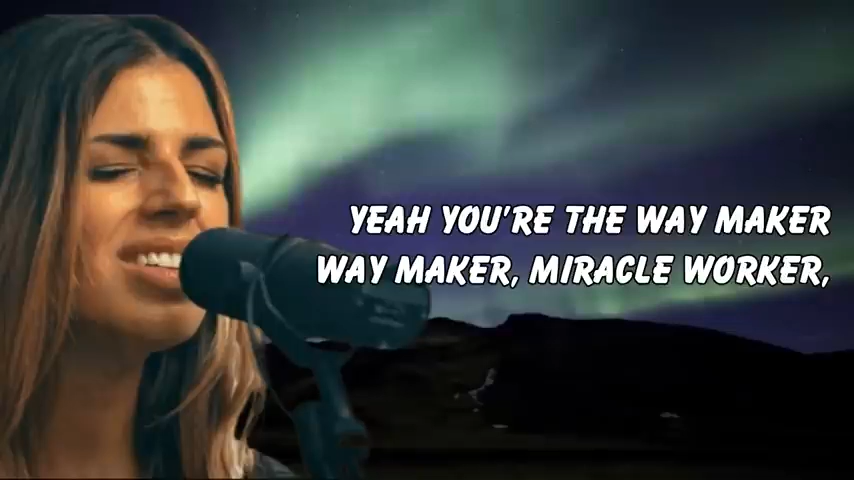 YEAH YOU'RE THE WAY MAKER
WAY MAKER, MIRACLE WORKER,